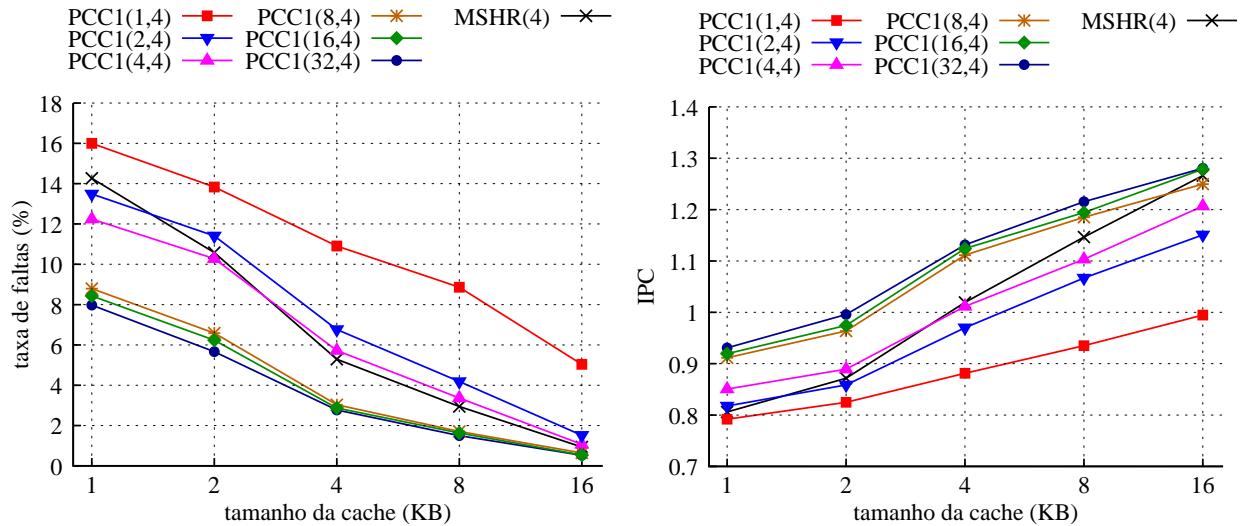 PCC1(1,4) PCC1(8,4) MSHR(4)
PCC1(2,4) PCC1(16,4)
PCC1(4,4) PCC1(32,4)
18
16
14
12
10
8
6
4
2
0
taxa de faltas (%)
1 2 4 8 16
tamanho da cache (KB)
PCC1(1,4) PCC1(8,4) MSHR(4)
PCC1(2,4) PCC1(16,4)
PCC1(4,4) PCC1(32,4)
1.4
1.3
1.2
1.1
1
0.9
0.8
0.7
IPC
1 2 4 8 16
tamanho da cache (KB)